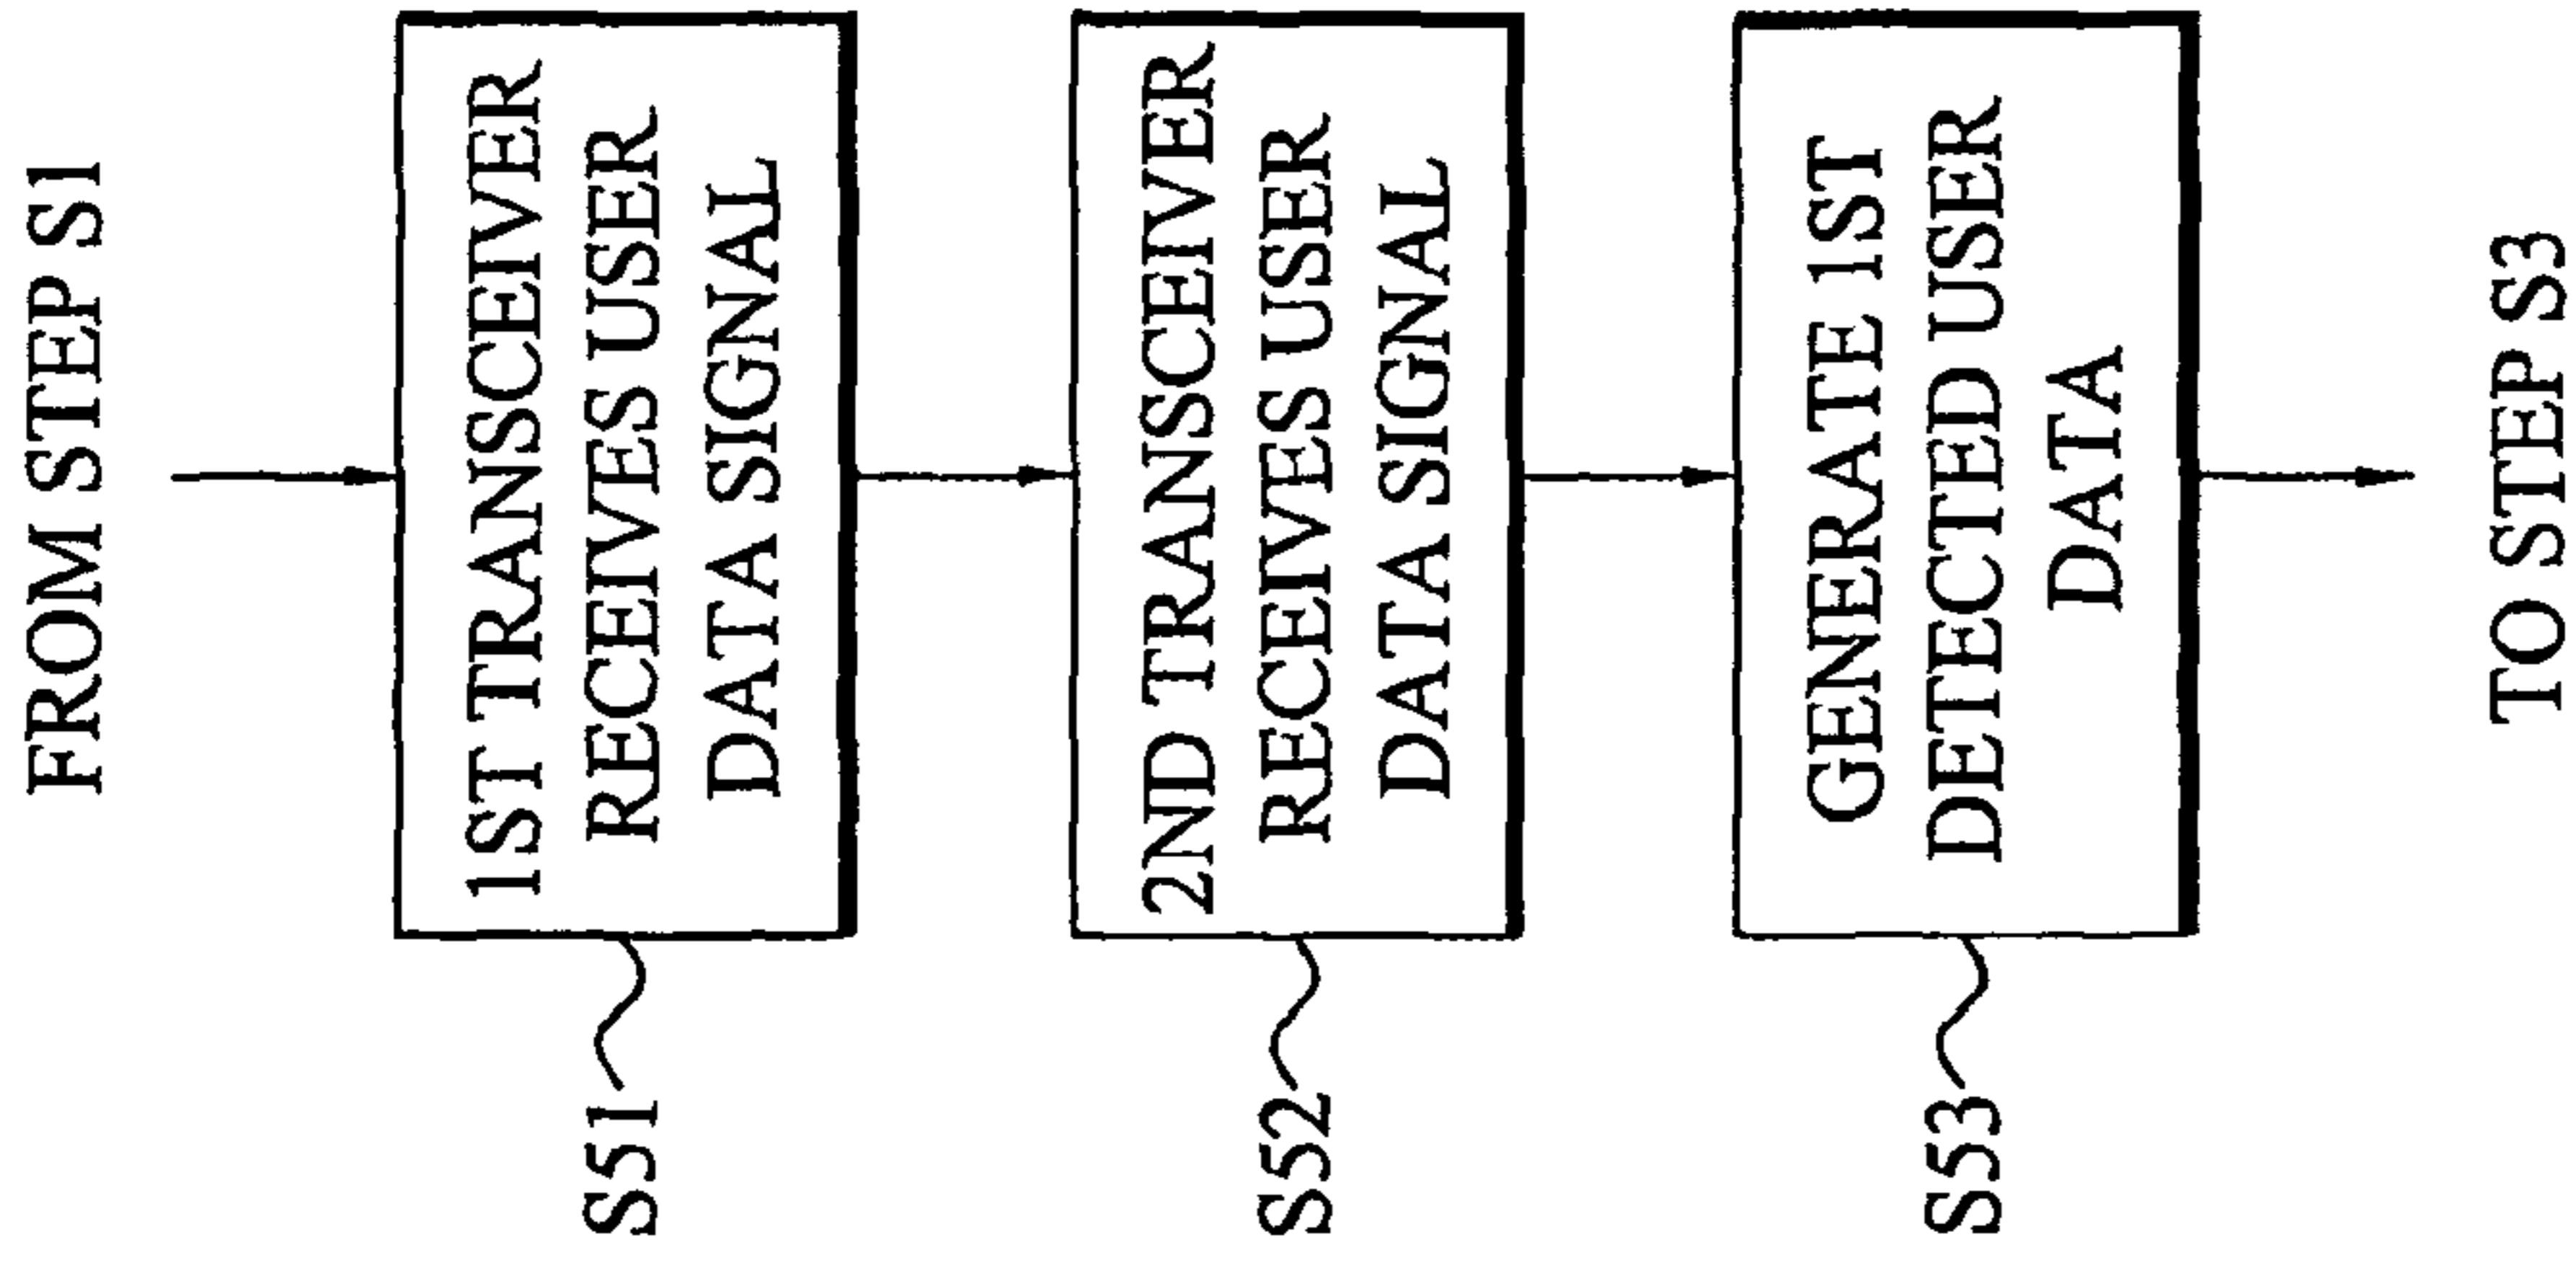 FROM STEP S1
1ST TRANSCEIVER
RECEIVES USER
DATA SIGNAL
S51
2ND TRANSCEIVER
RECEIVES USER
DATA SIGNAL
S52
GENERATE 1ST
DETECTED USER
DATA
S53
TO STEP S3